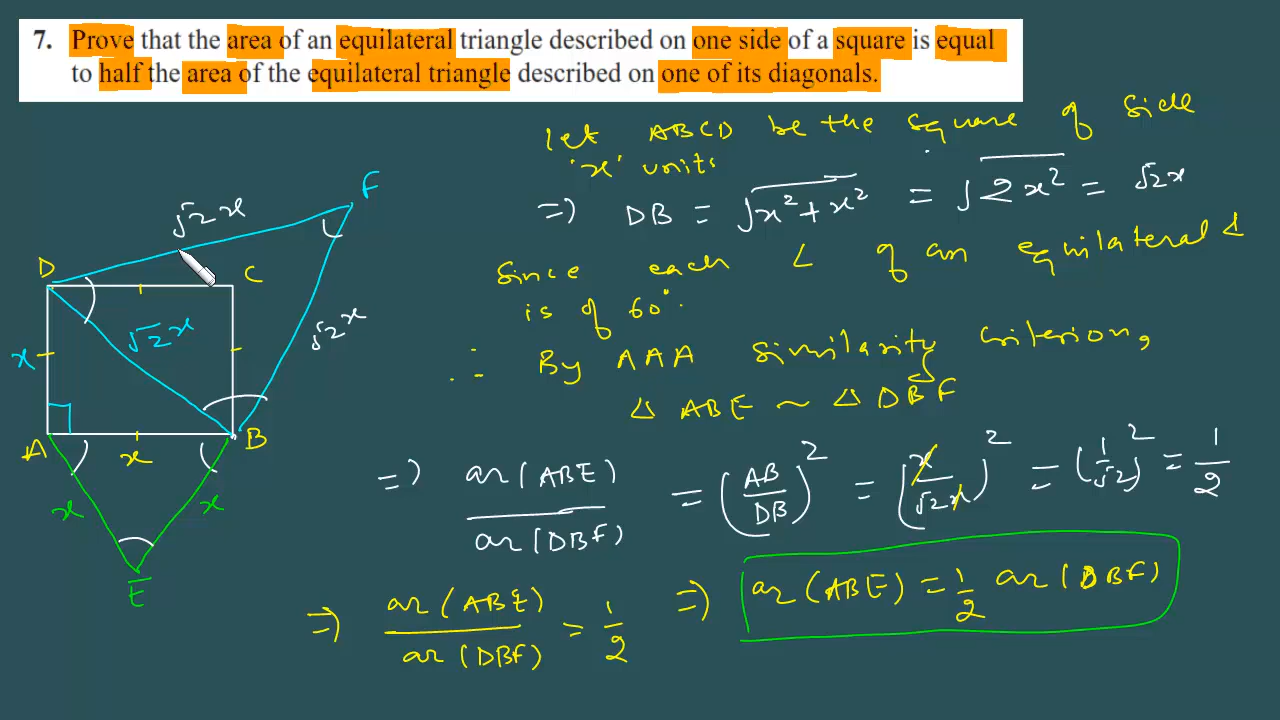 7. Prove that the area of an equilateral triangle described on one side of a square is equal
to half the area of the equilateral triangle described on one of its diagonals.
let ABCD be the square of side
'x' units
=> DB = √x²+x² = √2x² = √2x
Since each ∠ of an equilateral Δ
is of 60°.
∴ By AAA similarity criterion,
Δ ABE ~ Δ DBF
=> ar(ABE)/ar(DBF) = (AB/DB)² = (x/√2x)² = (1/√2)² = 1/2
=> ar(ABE)/ar(DBF) = 1/2 => ar(ABE) = 1/2 ar(DBF)
F
√2x
D
C
√2x
√2x
x
A
x
B
x
x
E